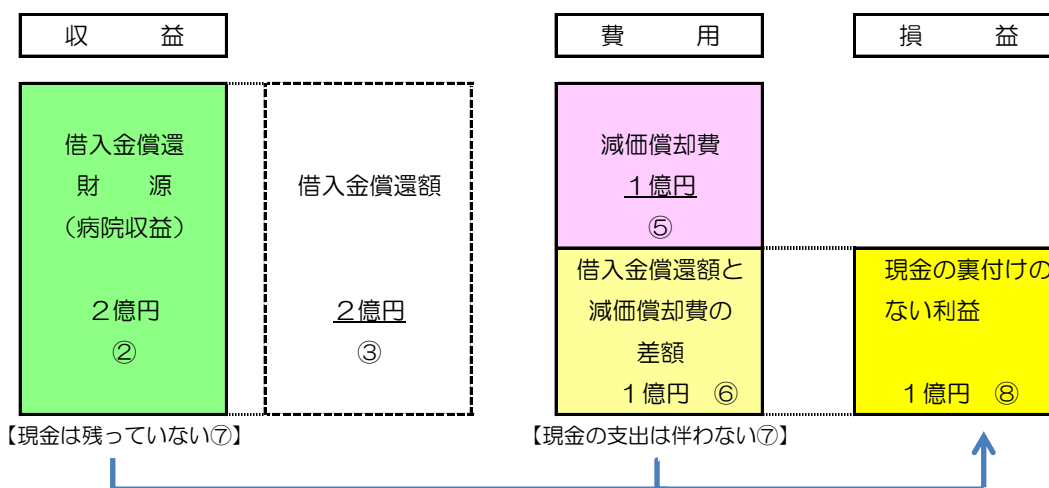 収　　益
費　　用
損　　益
借入金償還
財　源
（病院収益）
２億円
②
借入金償還額
２億円
③
減価償却費
１億円
⑤
借入金償還額と
減価償却費の
差額
１億円　⑥
現金の裏付けの
ない利益
１億円　⑧
【現金は残っていない⑦】
【現金の支出は伴わない⑦】